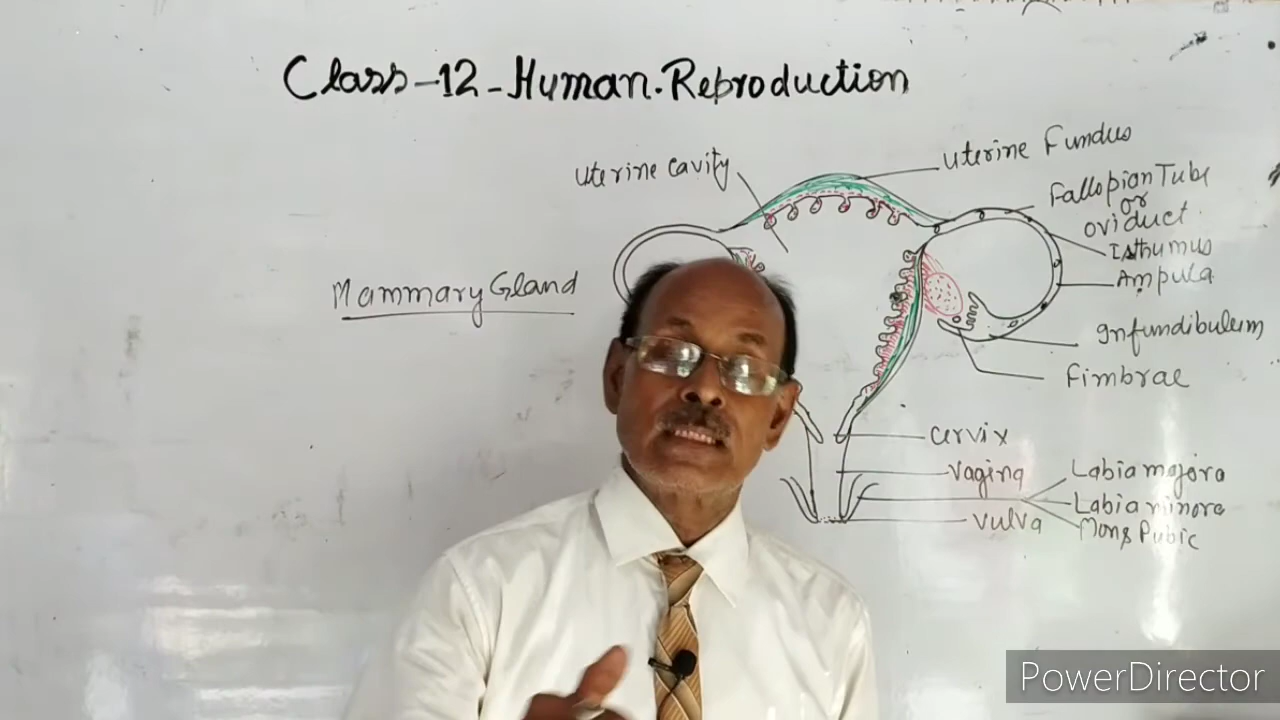 Class-12-Human.Reproduction
Uterine Cavity
Uterine Fundus
Fallopian Tube
or
oviduct
Isthumus
Ampula
Mammary Gland
Infundibulum
Fimbrae
Cervix
Vagina
Labia majora
Labia minora
Vulva
Mons Pubic
PowerDirector